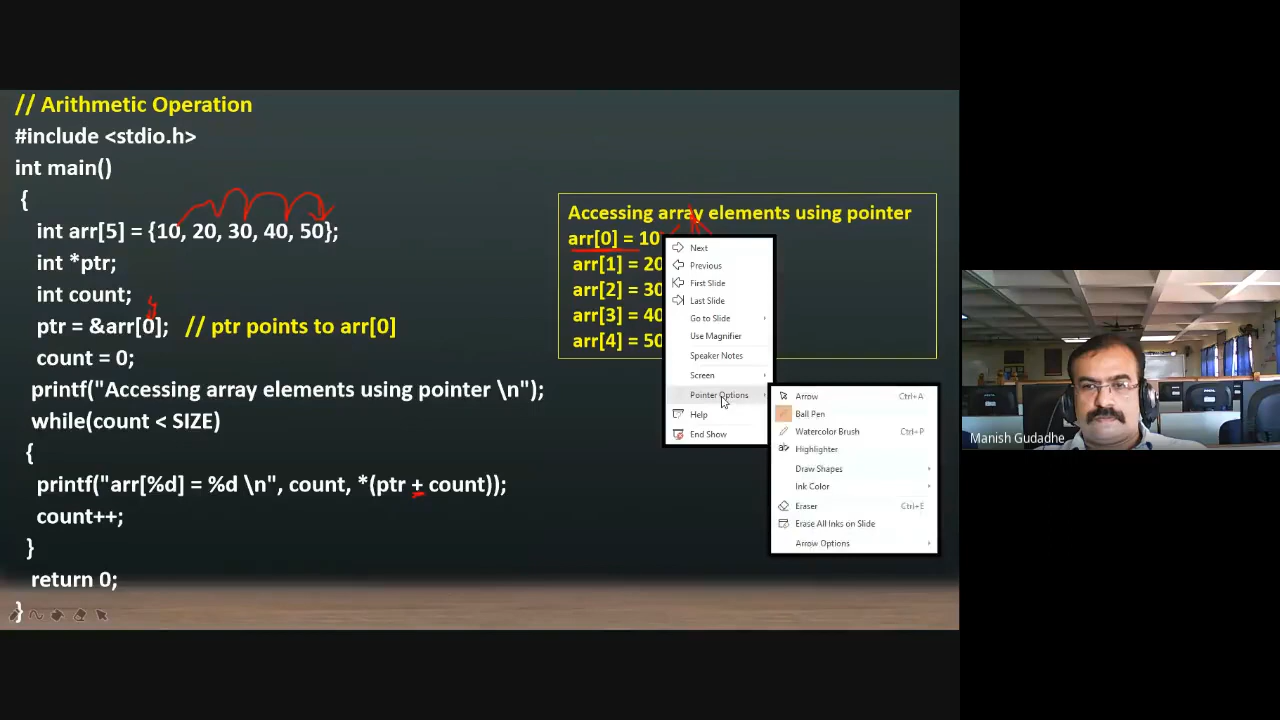 // Arithmetic Operation
#include <stdio.h>
int main()
{
int arr[5] = {10, 20, 30, 40, 50};
int *ptr;
int count;
ptr = &arr[0]; // ptr points to arr[0]
count = 0;
printf("Accessing array elements using pointer \n");
while(count < SIZE)
{
printf("arr[%d] = %d \n", count, *(ptr + count));
count++;
}
return 0;
}
Accessing array elements using pointer
arr[0] = 10
arr[1] = 20
arr[2] = 30
arr[3] = 40
arr[4] = 50
Next
Previous
First Slide
Last Slide
Go to Slide
Use Magnifier
Speaker Notes
Screen
Pointer Options
Help
End Show
Arrow Ctrl+A
Ball Pen
Watercolor Brush Ctrl+P
Highlighter
Draw Shapes
Ink Color
Eraser Ctrl+E
Erase All Inks on Slide
Arrow Options
Manish Gudadhe